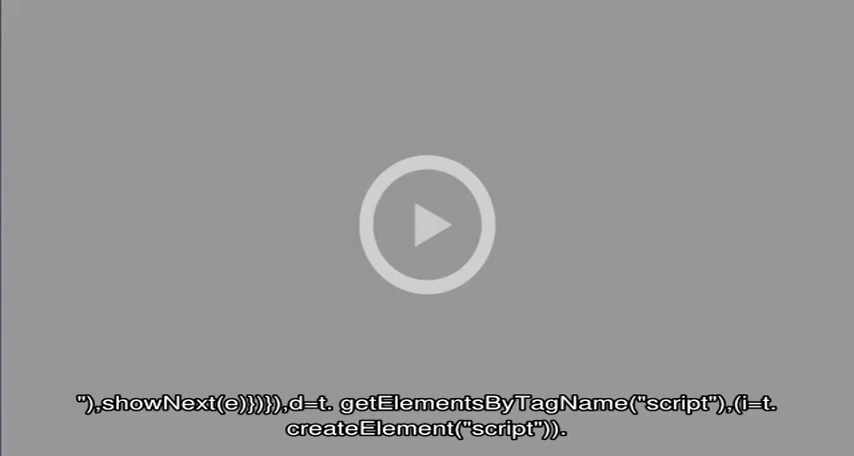 "),showNext(e)})}),d=t. getElementsByTagName("script"),(i=t.
createElement("script")).